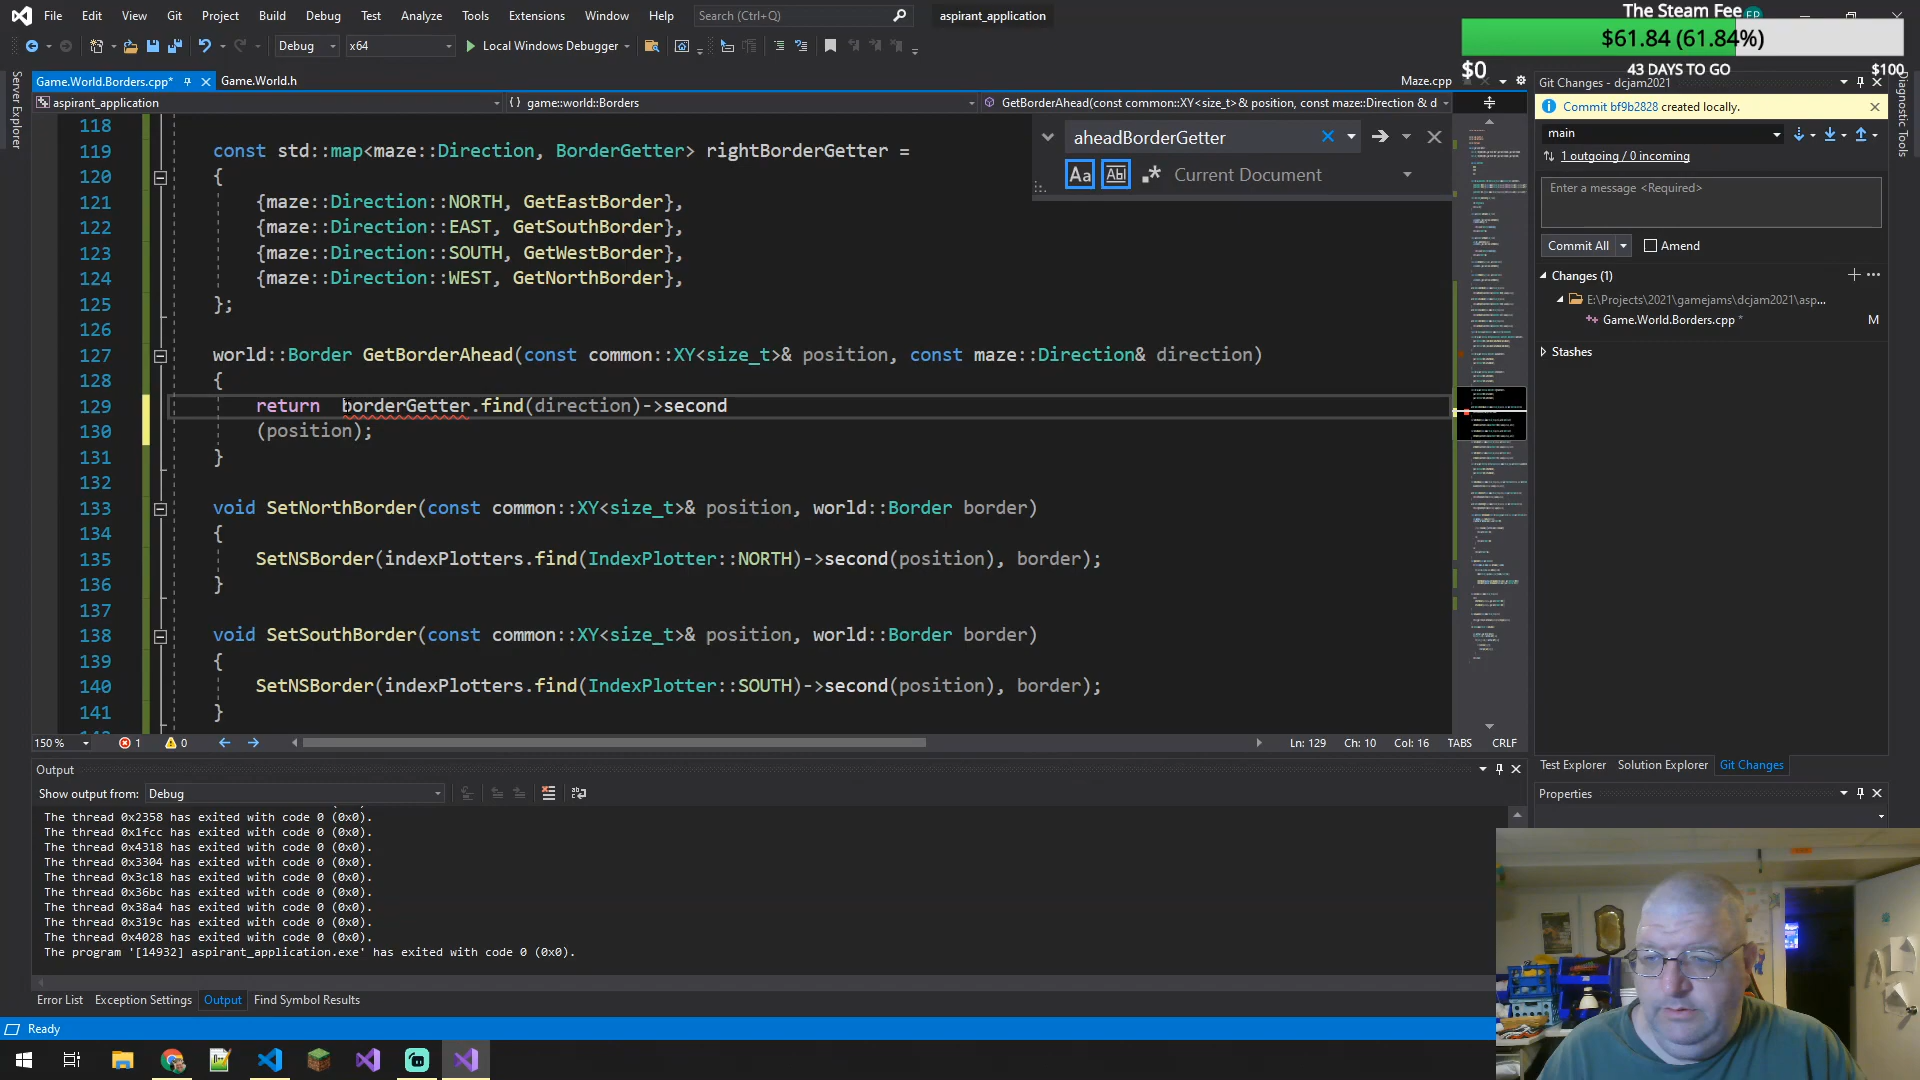 File Edit View Git Project Build Debug Test Analyze Tools Extensions Window Help Search (Ctrl+Q) aspirant_application
The Steam Fee
$61.84 (61.84%)
$0 43 DAYS TO GO $100
Debug x64 Local Windows Debugger
Server Explorer
Game.World.Borders.cpp* Game.World.h Maze.cpp
aspirant_application game::world::Borders GetBorderAhead(const common::XY<size_t>& position, const maze::Direction & d
aheadBorderGetter
Aa Abl .* Current Document
118
119 const std::map<maze::Direction, BorderGetter> rightBorderGetter =
120 {
121 {maze::Direction::NORTH, GetEastBorder},
122 {maze::Direction::EAST, GetSouthBorder},
123 {maze::Direction::SOUTH, GetWestBorder},
124 {maze::Direction::WEST, GetNorthBorder},
125 };
126
127 world::Border GetBorderAhead(const common::XY<size_t>& position, const maze::Direction& direction)
128 {
129 return borderGetter.find(direction)->second
130 (position);
131 }
132
133 void SetNorthBorder(const common::XY<size_t>& position, world::Border border)
134 {
135 SetNSBorder(indexPlotters.find(IndexPlotter::NORTH)->second(position), border);
136 }
137
138 void SetSouthBorder(const common::XY<size_t>& position, world::Border border)
139 {
140 SetNSBorder(indexPlotters.find(IndexPlotter::SOUTH)->second(position), border);
141 }
150 % 1 0 Ln: 129 Ch: 10 Col: 16 TABS CRLF
Output
Show output from: Debug
The thread 0x2358 has exited with code 0 (0x0).
The thread 0x1fcc has exited with code 0 (0x0).
The thread 0x4318 has exited with code 0 (0x0).
The thread 0x3304 has exited with code 0 (0x0).
The thread 0x3c18 has exited with code 0 (0x0).
The thread 0x36bc has exited with code 0 (0x0).
The thread 0x38a4 has exited with code 0 (0x0).
The thread 0x319c has exited with code 0 (0x0).
The thread 0x4028 has exited with code 0 (0x0).
The program '[14932] aspirant_application.exe' has exited with code 0 (0x0).
Error List Exception Settings Output Find Symbol Results
Ready
Git Changes - dcjam2021
Commit bf9b2828 created locally.
main
1 outgoing / 0 incoming
Enter a message <Required>
Commit All Amend
Changes (1)
E:\Projects\2021\gamejams\dcjam2021\asp...
Game.World.Borders.cpp * M
Stashes
Test Explorer Solution Explorer Git Changes
Properties
Diagnostic Tools